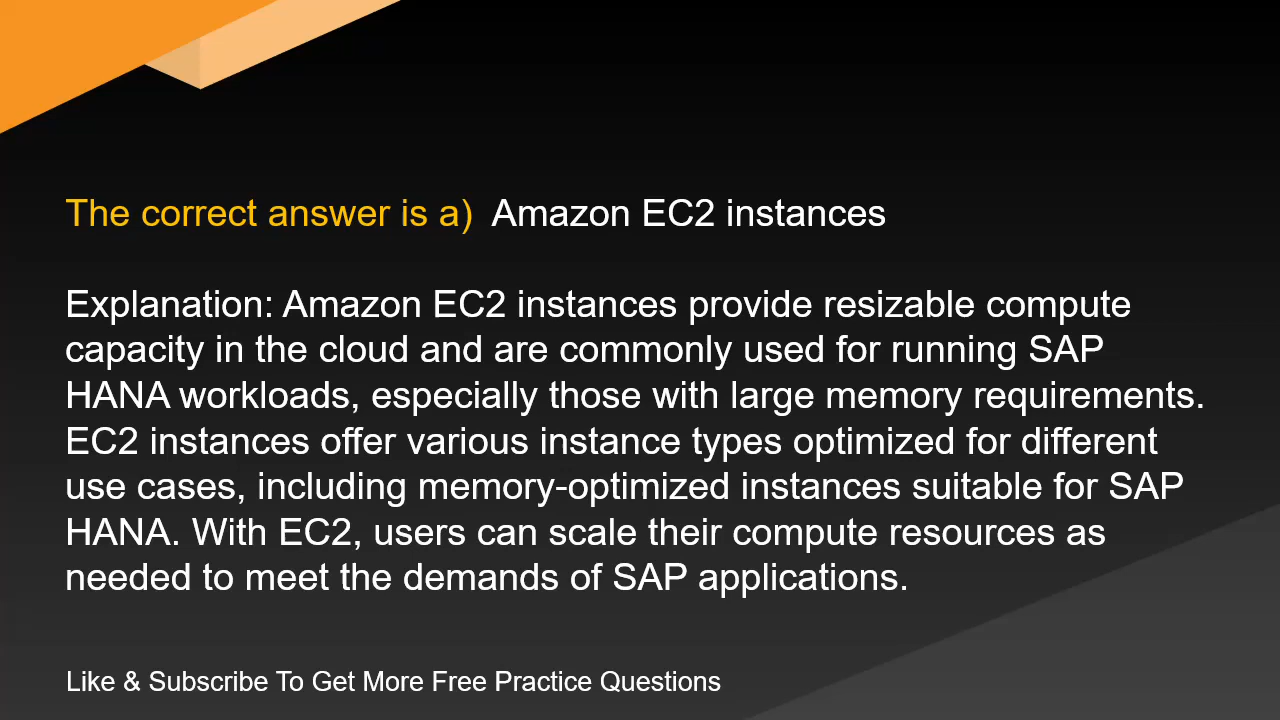 The correct answer is a) Amazon EC2 instances
Explanation: Amazon EC2 instances provide resizable compute
capacity in the cloud and are commonly used for running SAP
HANA workloads, especially those with large memory requirements.
EC2 instances offer various instance types optimized for different
use cases, including memory-optimized instances suitable for SAP
HANA. With EC2, users can scale their compute resources as
needed to meet the demands of SAP applications.
Like & Subscribe To Get More Free Practice Questions